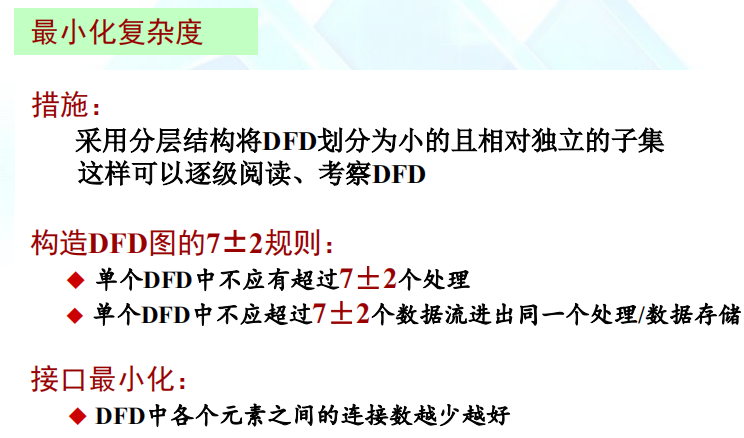 最小化复杂度
措施：
采用分层结构将DFD划分为小的且相对独立的子集
这样可以逐级阅读、考察DFD
构造DFD图的7±2规则：
◆ 单个DFD中不应有超过7±2个处理
◆ 单个DFD中不应超过7±2个数据流进出同一个处理/数据存储
接口最小化：
◆ DFD中各个元素之间的连接数越少越好